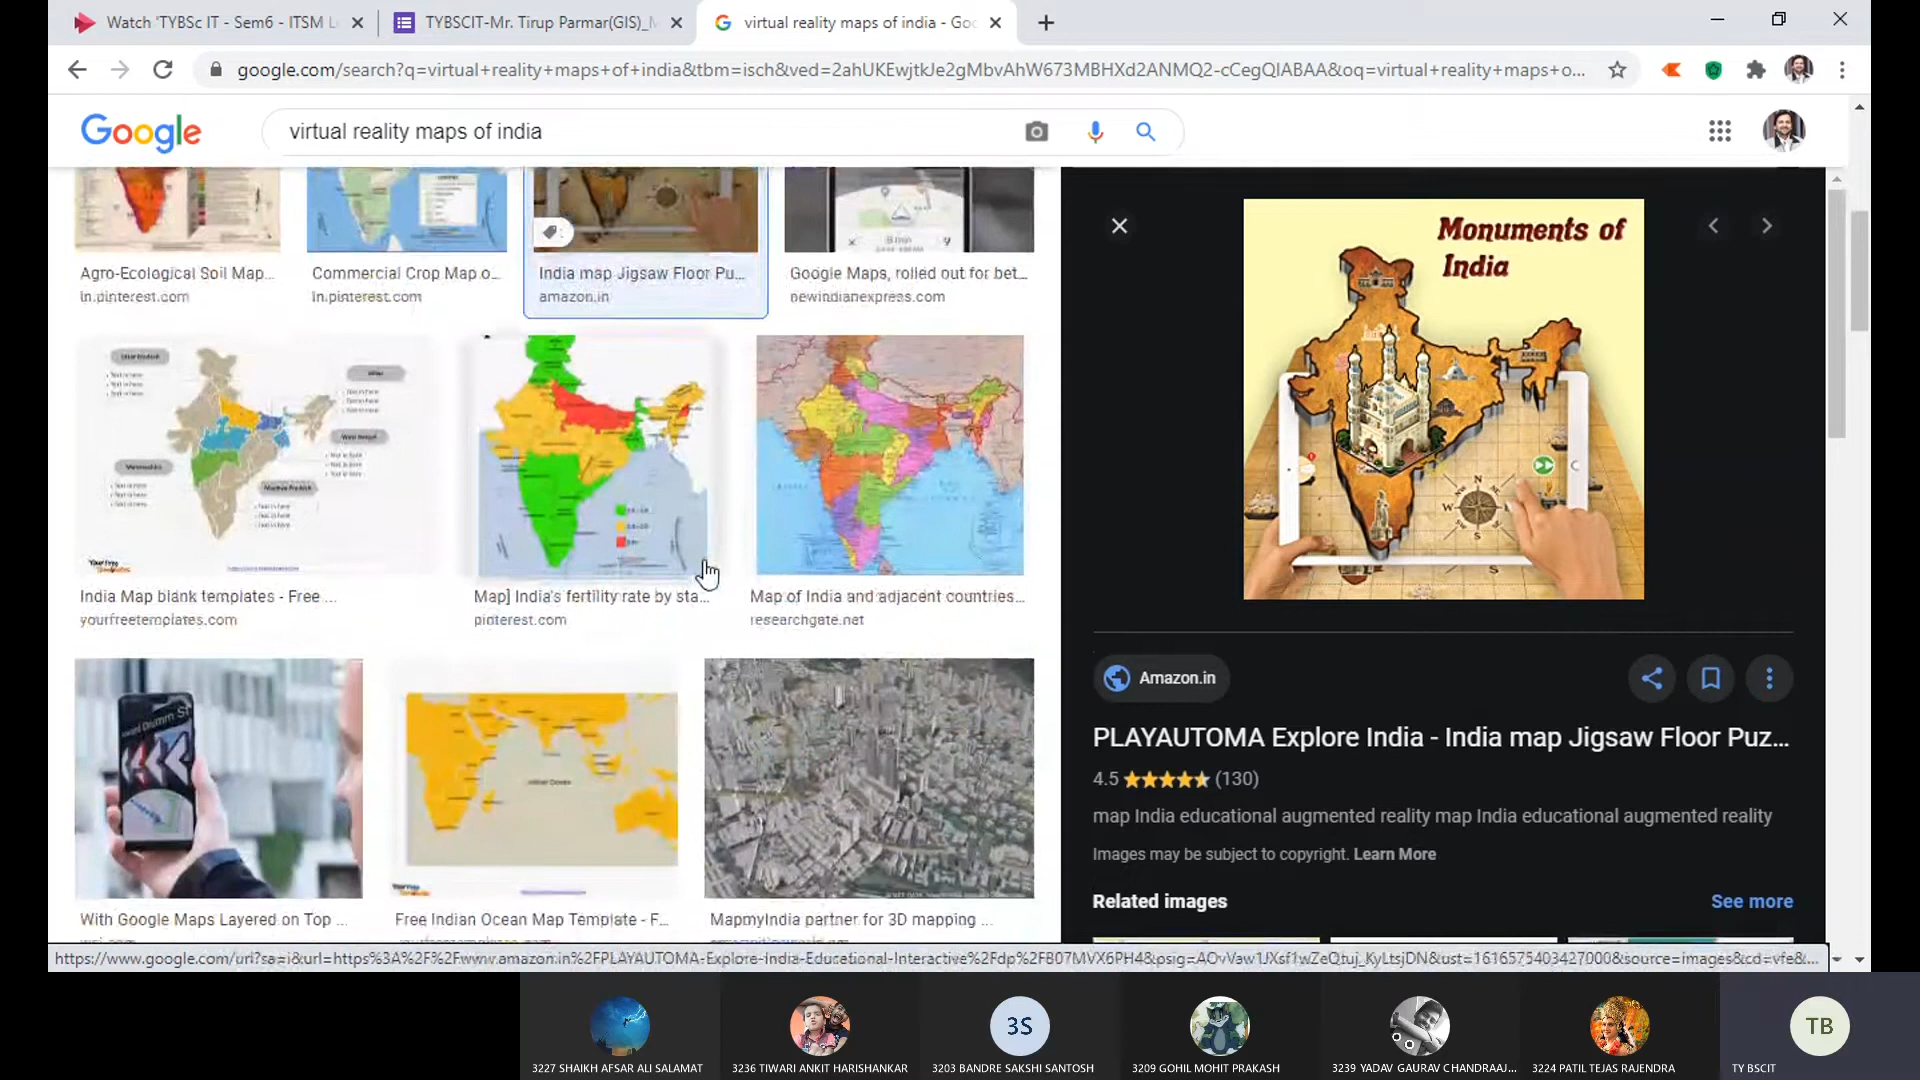 Watch 'TYBSc IT - Sem6 - ITSM L
TYBSCIT-Mr. Tirup Parmar(GIS)_M
virtual reality maps of india - Goo
google.com/search?q=virtual+reality+maps+of+india&tbm=isch&ved=2ahUKEwjtkJe2gMbvAhW673MBHXd2ANMQ2-cCegQIABAA&oq=virtual+reality+maps+o...
Google
virtual reality maps of india
Agro-Ecological Soil Map...
in.pinterest.com
Commercial Crop Map o...
in.pinterest.com
India map Jigsaw Floor Pu...
amazon.in
Google Maps, rolled out for bet...
newindianexpress.com
India Map blank templates - Free ...
yourfreetemplates.com
Map] India's fertility rate by sta...
pinterest.com
Map of India and adjacent countries...
researchgate.net
With Google Maps Layered on Top ...
Free Indian Ocean Map Template - F...
MapmyIndia partner for 3D mapping ...
Monuments of
India
N
W
S
Amazon.in
PLAYAUTOMA Explore India - India map Jigsaw Floor Puz...
4.5 (130)
map India educational augmented reality map India educational augmented reality
Images may be subject to copyright. Learn More
Related images
See more
https://www.google.com/url?sa=i&url=https%3A%2F%2Fwww.amazon.in%2FPLAYAUTOMA-Explore-India-Educational-Interactive%2Fdp%2FB07MVX6PH4&psig=AOvVaw1JXsf1wZeQtuj_KyLtsjDN&ust=1616575403427000&source=images&cd=vfe&...
3S
TB
3227 SHAIKH AFSAR ALI SALAMAT
3236 TIWARI ANKIT HARISHANKAR
3203 BANDRE SAKSHI SANTOSH
3209 GOHIL MOHIT PRAKASH
3239 YADAV GAURAV CHANDRAAJ...
3224 PATIL TEJAS RAJENDRA
TY BSCIT